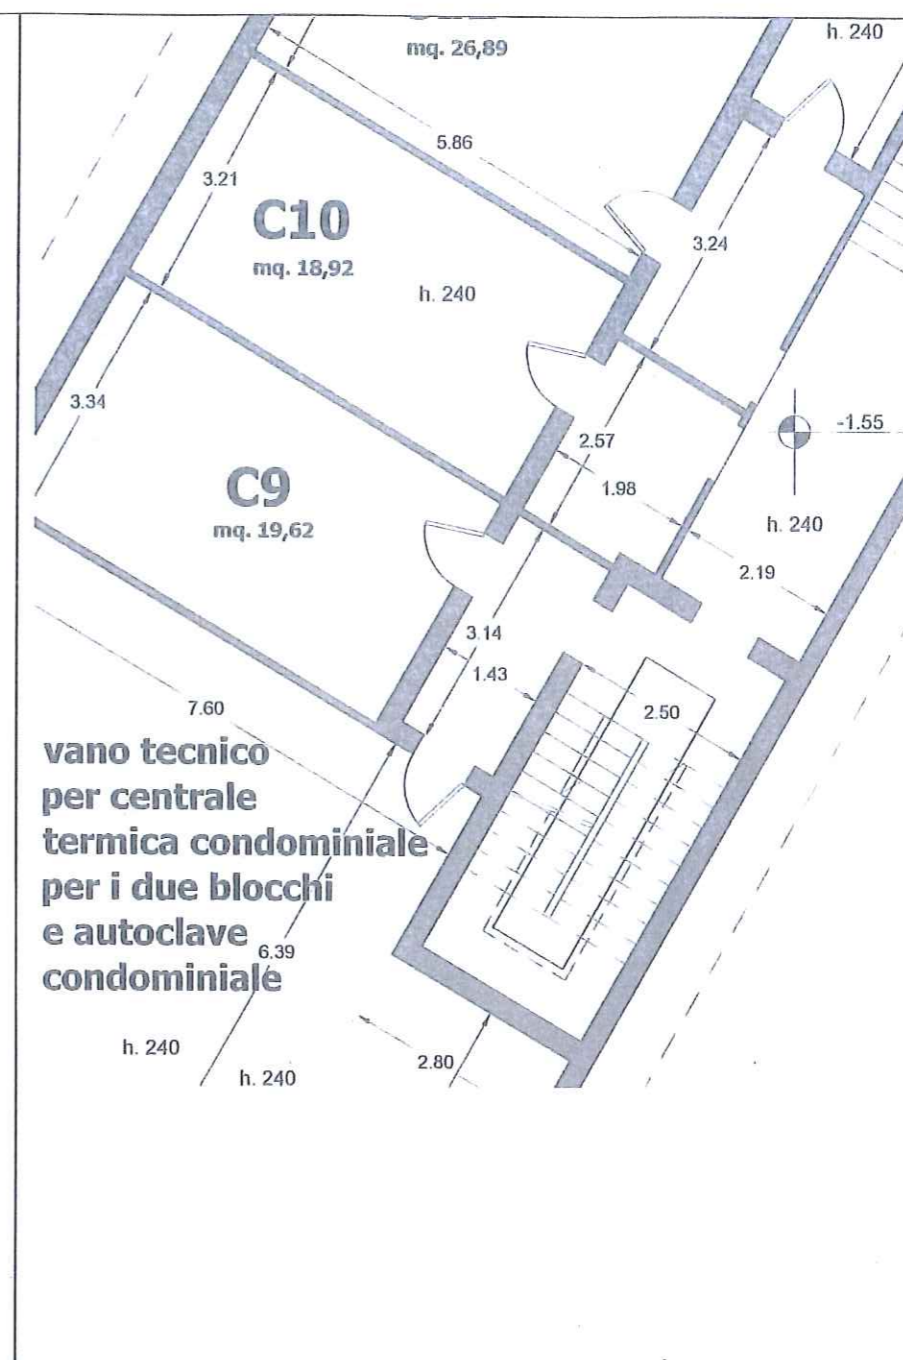 mq. 26,89
h. 240
5.86
3.21
C10
mq. 18,92
h. 240
3.24
3.34
-1.55
2.57
C9
mq. 19,62
1.98
h. 240
2.19
3.14
1.43
7.60
2.50
vano tecnico
per centrale
termica condominiale
per i due blocchi
e autoclave
6.39
condominiale
h. 240
h. 240
2.80